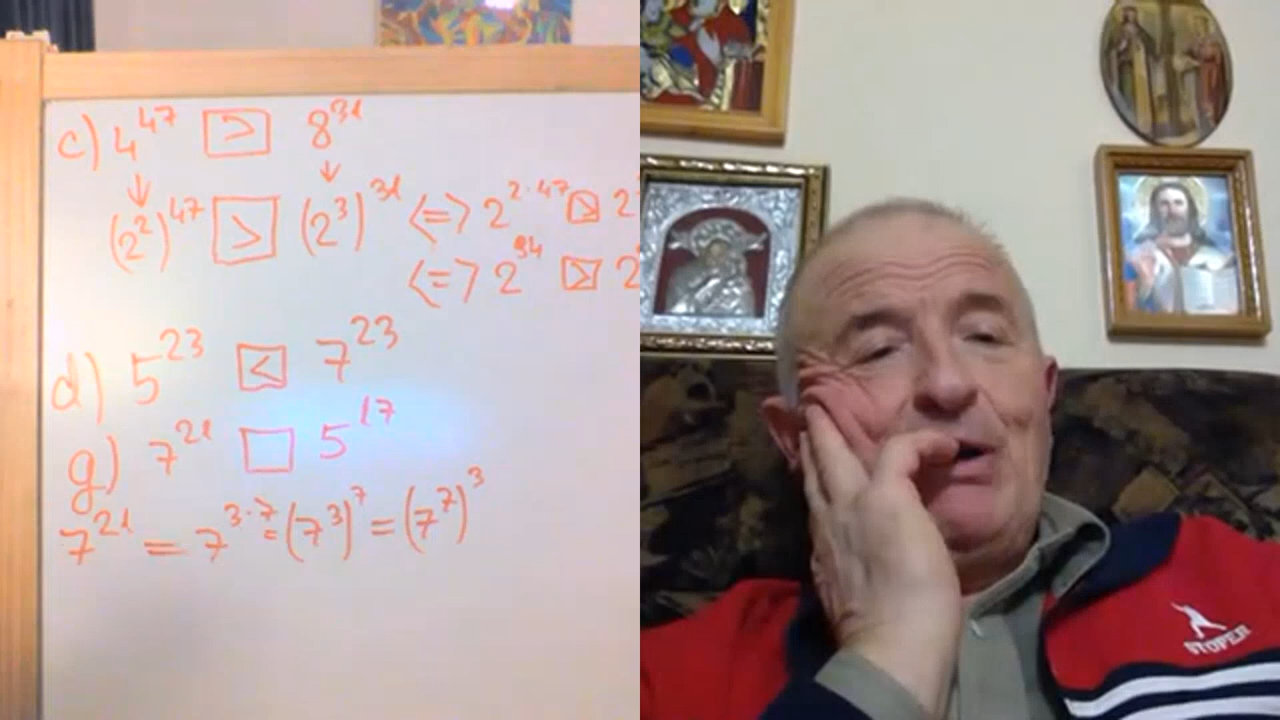 c) 4^47 > 8^31
(2^2)^47 > (2^3)^31 <=> 2^2·47 > 2
<=> 2^94 > 2
d) 5^23 < 7^23
g) 7^21 □ 5^17
7^21 = 7^3·7 = (7^3)^7 = (7^7)^3
STOPER